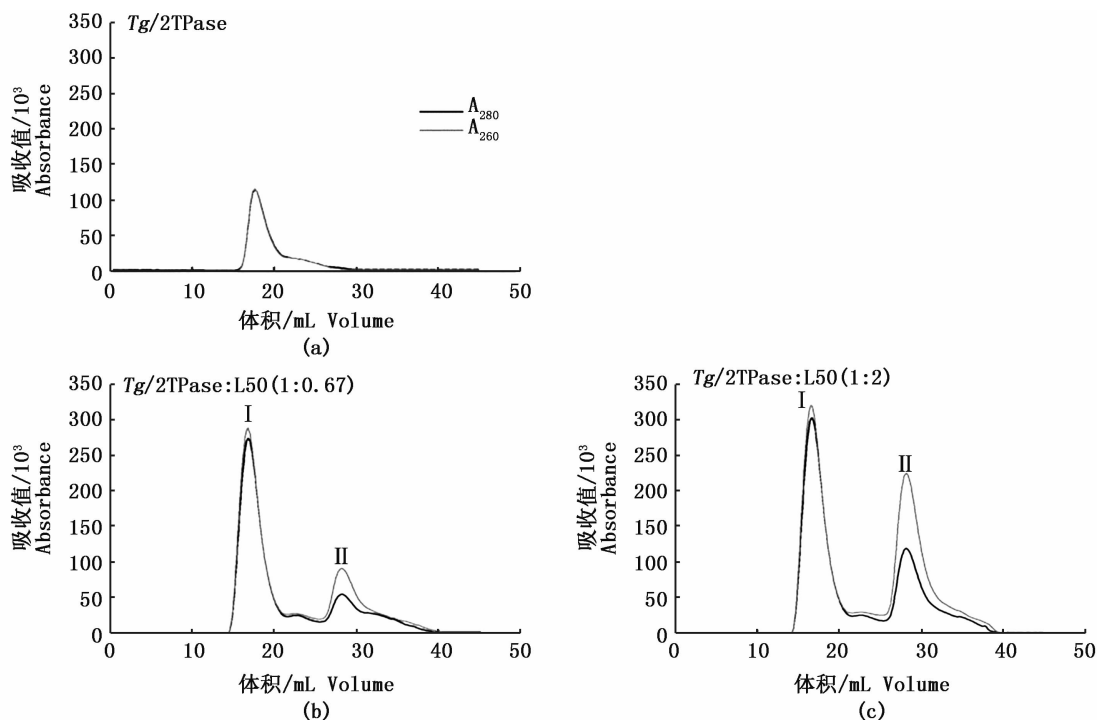 Tg/2TPase
350
300
250
200
150
100
50
0
吸收值/10³
Absorbance
A₂₈₀
A₂₆₀
0 10 20 30 40 50
体积/mL Volume
(a)
Tg/2TPase:L50(1:0.67)
350
300
250
200
150
100
50
0
吸收值/10³
Absorbance
I
II
0 10 20 30 40 50
体积/mL Volume
(b)
Tg/2TPase:L50(1:2)
350
300
250
200
150
100
50
0
吸收值/10³
Absorbance
I
II
0 10 20 30 40 50
体积/mL Volume
(c)